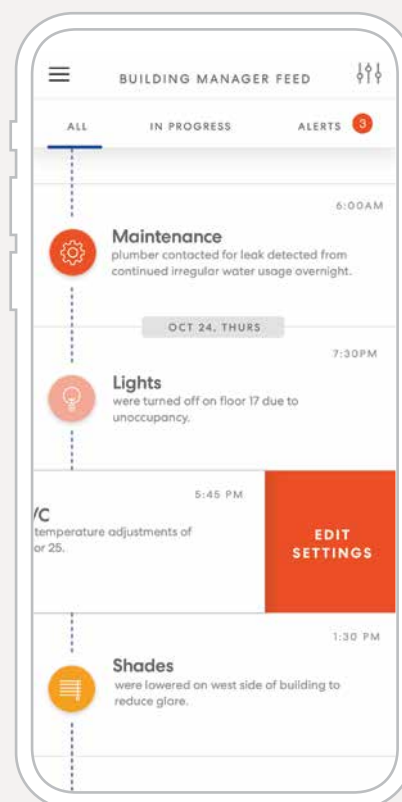 BUILDING MANAGER FEED
ALL IN PROGRESS ALERTS 3
6:00AM
Maintenance
plumber contacted for leak detected from
continued irregular water usage overnight.
OCT 24, THURS
7:30PM
Lights
were turned off on floor 17 due to
unoccupancy.
5:45 PM
/C
temperature adjustments of
or 25.
EDIT
SETTINGS
1:30 PM
Shades
were lowered on west side of building to
reduce glare.